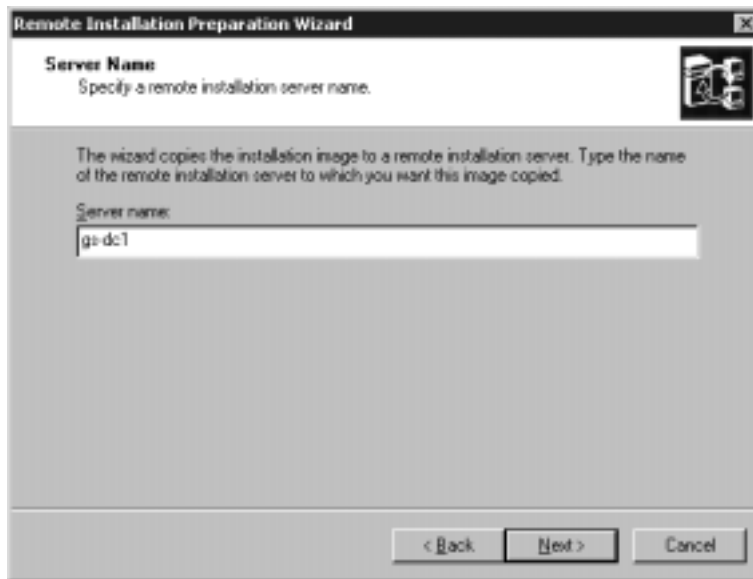 Remote Installation Preparation Wizard
Server Name
Specify a remote installation server name.
The wizard copies the installation image to a remote installation server. Type the name
of the remote installation server to which you want this image copied.
Server name:
gs-dc1
< Back
Next >
Cancel